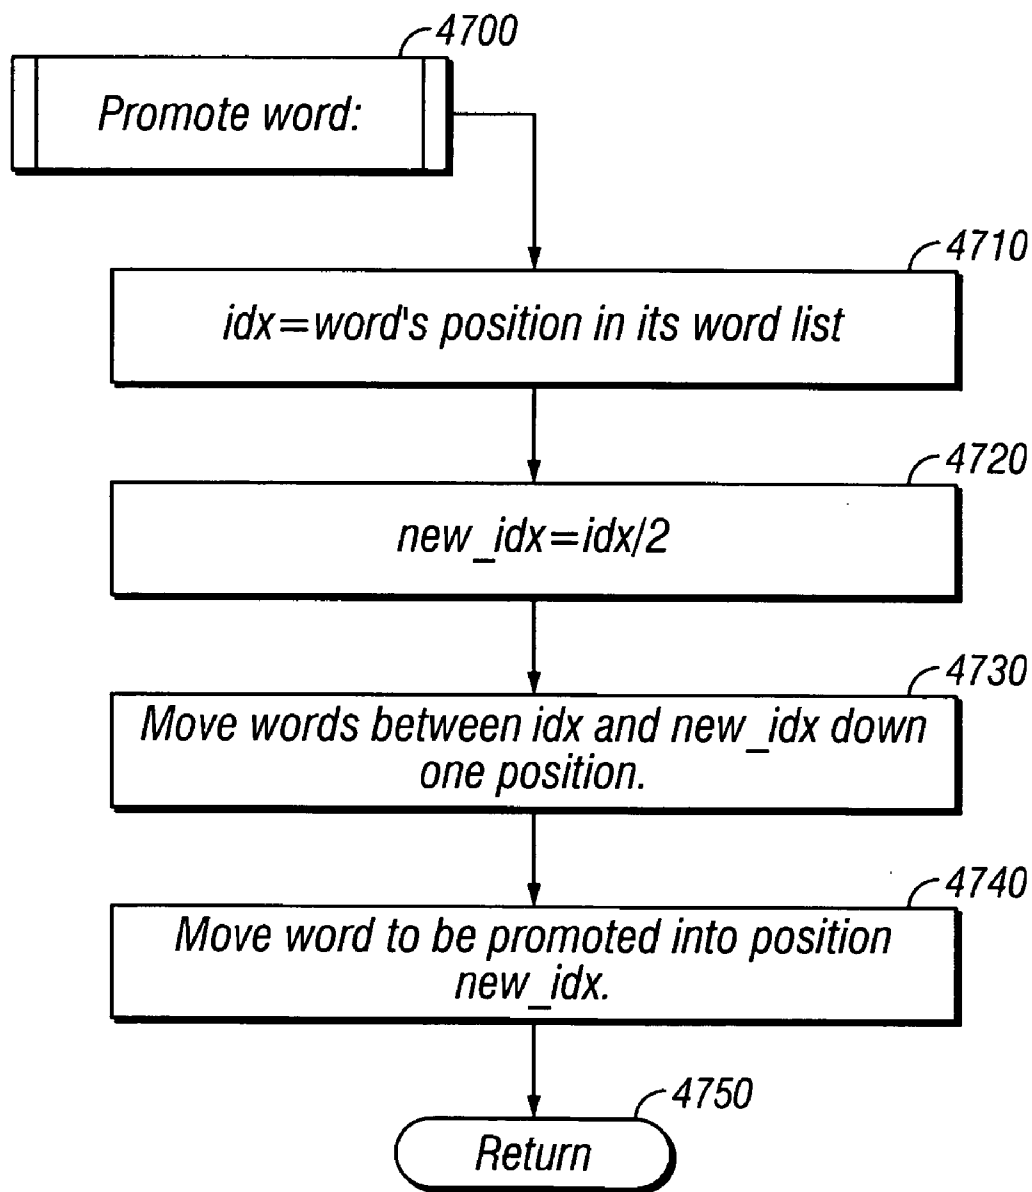 4700
Promote word:
4710
idx=word's position in its word list
4720
new_idx=idx/2
4730
Move words between idx and new_idx down
one position.
4740
Move word to be promoted into position
new_idx.
4750
Return